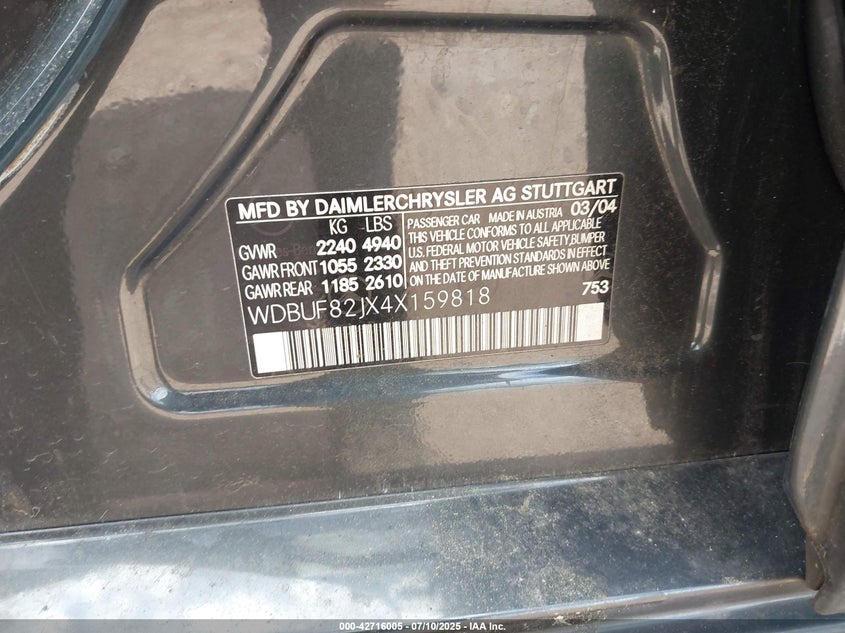 MFD BY DAIMLERCHRYSLER AG STUTTGART
KG LBS
GVWR 2240 4940
GAWR FRONT 1055 2330
GAWR REAR 1185 2610
PASSENGER CAR MADE IN AUSTRIA 03/04
THIS VEHICLE CONFORMS TO ALL APPLICABLE
U.S. FEDERAL MOTOR VEHICLE SAFETY,BUMPER
AND THEFT PREVENTION STANDARDS IN EFFECT
ON THE DATE OF MANUFACTURE SHOWN ABOVE
753
WDBUF82JX4X159818
000-42716005 - 07/10/2025 - IAA Inc.